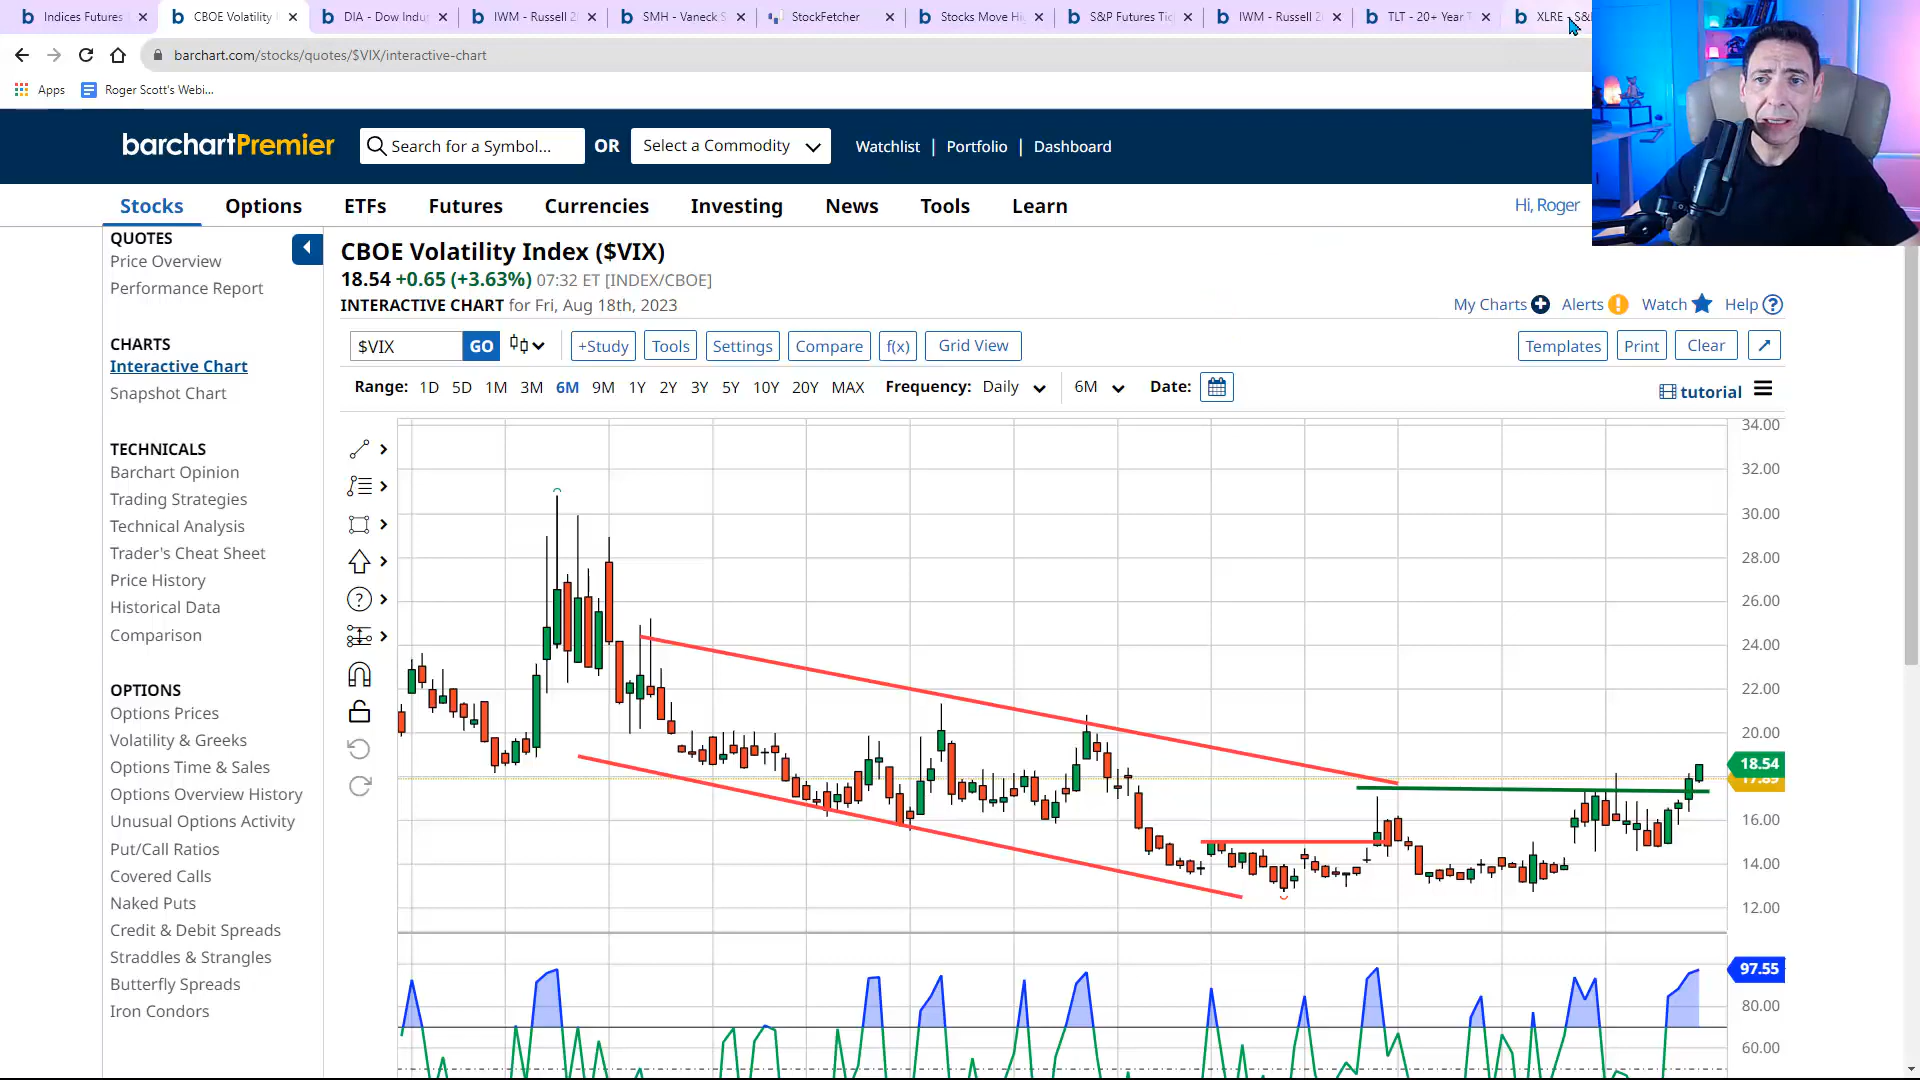 Indices Futures
CBOE Volatility
DIA - Dow Indu
IWM - Russell 2
SMH - Vaneck S
StockFetcher
Stocks Move Hi
S&P Futures Tic
IWM - Russell 2
TLT - 20+ Year T
XLRE - S&
barchart.com/stocks/quotes/$VIX/interactive-chart
Apps
Roger Scott's Webi...
barchartPremier
Search for a Symbol...
OR
Select a Commodity
Watchlist | Portfolio | Dashboard
Stocks
Options
ETFs
Futures
Currencies
Investing
News
Tools
Learn
Hi, Roger
QUOTES
Price Overview
Performance Report
CHARTS
Interactive Chart
Snapshot Chart
TECHNICALS
Barchart Opinion
Trading Strategies
Technical Analysis
Trader's Cheat Sheet
Price History
Historical Data
Comparison
OPTIONS
Options Prices
Volatility & Greeks
Options Time & Sales
Options Overview History
Unusual Options Activity
Put/Call Ratios
Covered Calls
Naked Puts
Credit & Debit Spreads
Straddles & Strangles
Butterfly Spreads
Iron Condors
CBOE Volatility Index ($VIX)
18.54 +0.65 (+3.63%) 07:32 ET [INDEX/CBOE]
INTERACTIVE CHART for Fri, Aug 18th, 2023
My Charts
Alerts
Watch
Help
$VIX
GO
+Study
Tools
Settings
Compare
f(x)
Grid View
Templates
Print
Clear
Range: 1D 5D 1M 3M 6M 9M 1Y 2Y 3Y 5Y 10Y 20Y MAX
Frequency: Daily
6M
Date:
tutorial
34.00
32.00
30.00
28.00
26.00
24.00
22.00
20.00
18.54
17.89
16.00
14.00
12.00
97.55
80.00
60.00